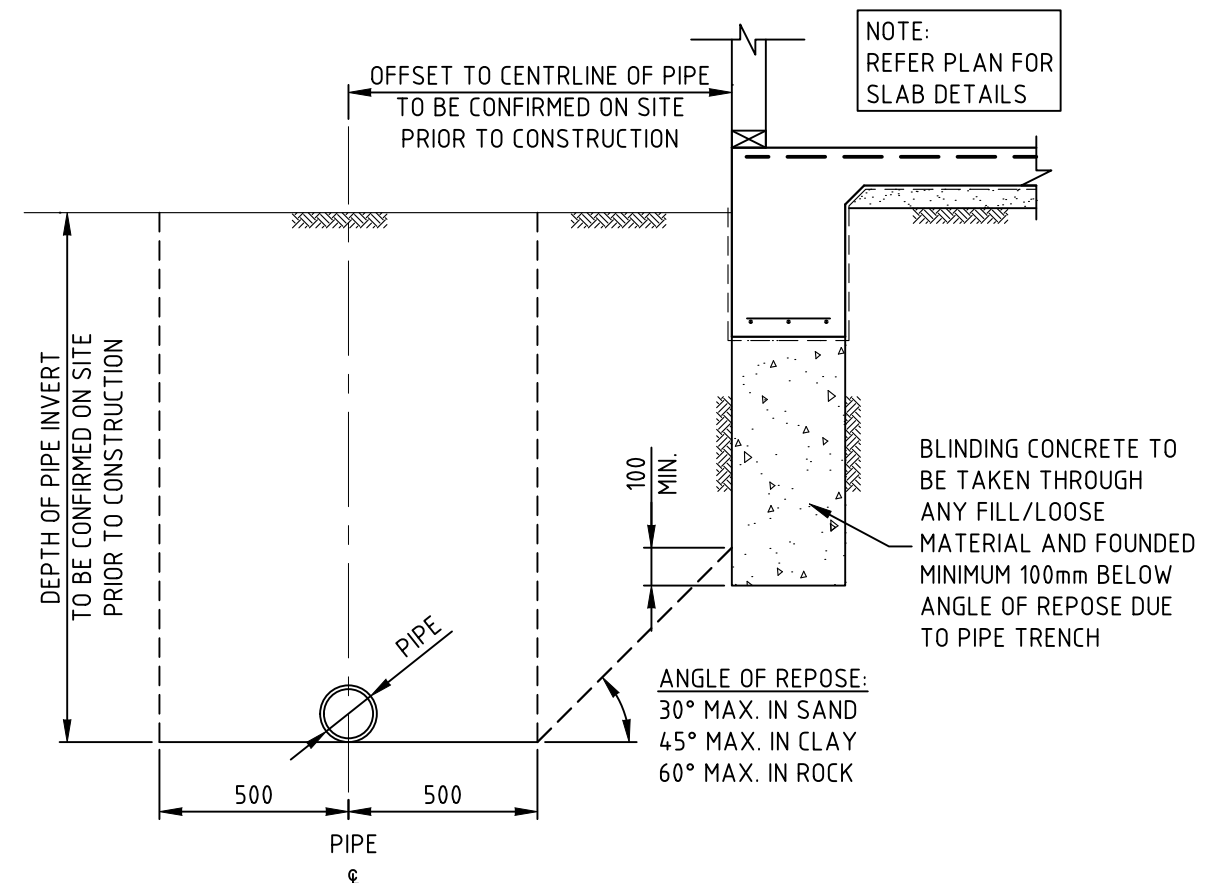 NOTE:
REFER PLAN FOR
SLAB DETAILS
OFFSET TO CENTRLINE OF PIPE
TO BE CONFIRMED ON SITE
PRIOR TO CONSTRUCTION
DEPTH OF PIPE INVERT
TO BE CONFIRMED ON SITE
PRIOR TO CONSTRUCTION
100
MIN.
BLINDING CONCRETE TO
BE TAKEN THROUGH
ANY FILL/LOOSE
MATERIAL AND FOUNDED
MINIMUM 100mm BELOW
ANGLE OF REPOSE DUE
TO PIPE TRENCH
PIPE
ANGLE OF REPOSE:
30° MAX. IN SAND
45° MAX. IN CLAY
60° MAX. IN ROCK
500
500
PIPE
℄